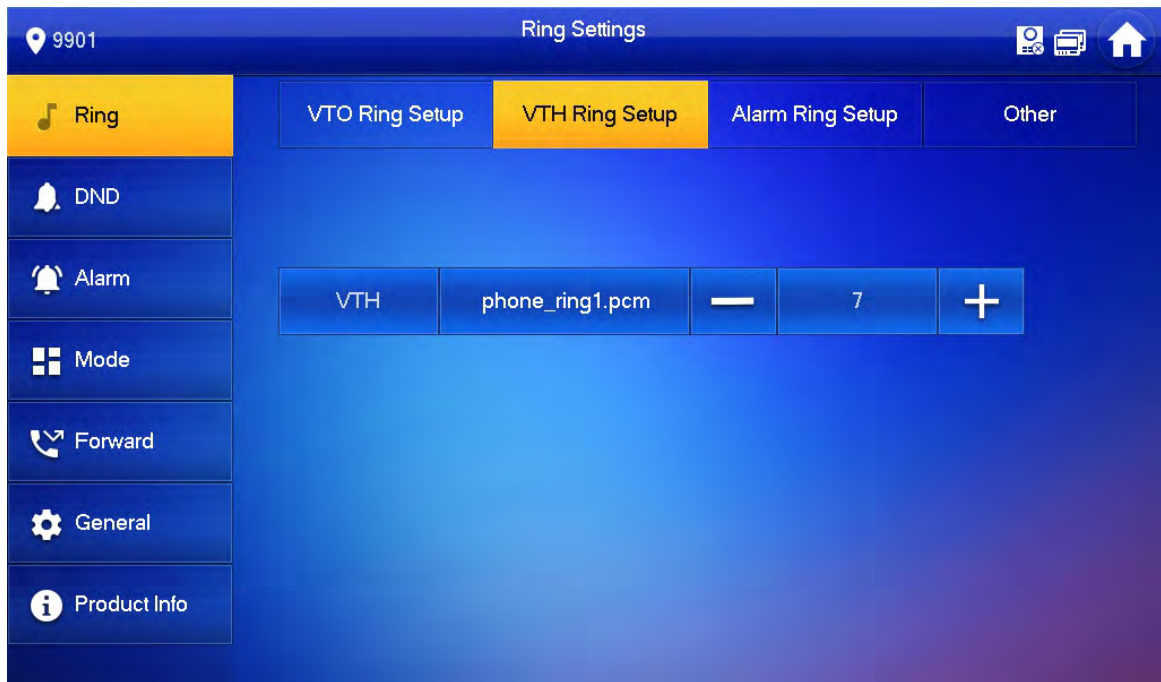 9901
Ring Settings
Ring
VTO Ring Setup
VTH Ring Setup
Alarm Ring Setup
Other
DND
Alarm
VTH
phone_ring1.pcm
7
Mode
Forward
General
Product Info